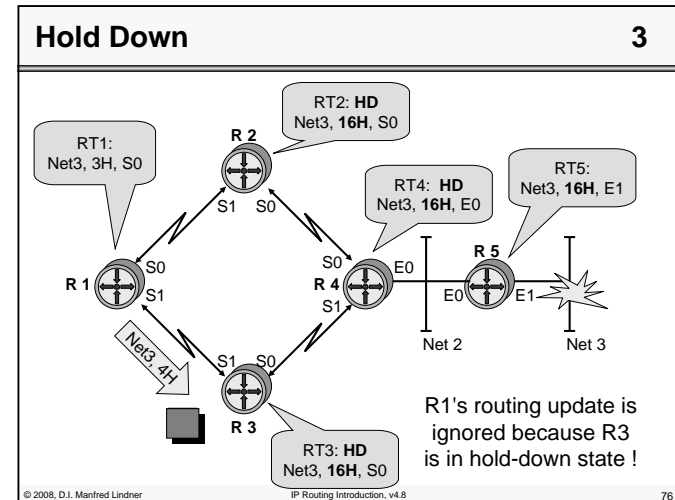 Hold Down 3
RT2: HD
Net3, 16H, S0
RT1:
Net3, 3H, S0
R 2
RT4: HD
Net3, 16H, E0
RT5:
Net3, 16H, E1
S1 S0
R 1
S0
S1
S0
R 4
S1
E0
R 5
E0
E1
Net 2
Net 3
Net3, 4H
S1 S0
R 3
RT3: HD
Net3, 16H, S0
R1's routing update is
ignored because R3
is in hold-down state !
© 2008, D.I. Manfred Lindner IP Routing Introduction, v4.8 76